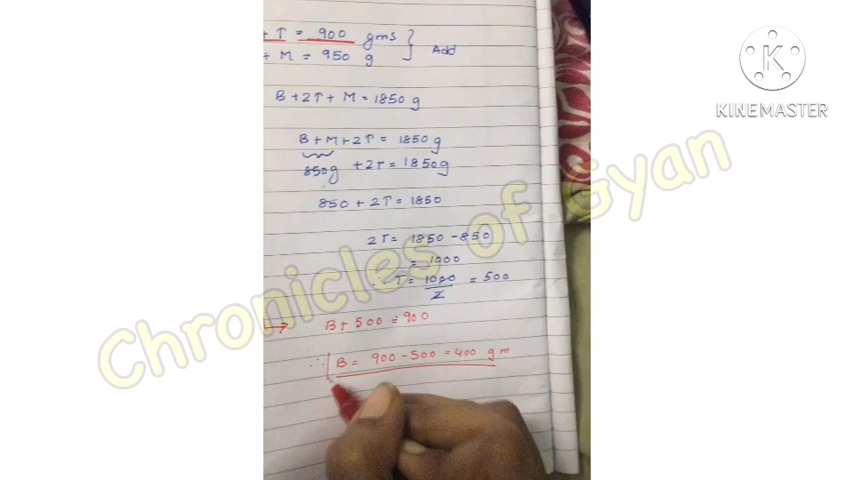 + T = 900 gms
+ M = 950 g
Add
B + 2T + M = 1850 g
B + M + 2T = 1850 g
850g + 2T = 1850g
850 + 2T = 1850
2T = 1850 - 850
= 1000
∴ T = 1000/2 = 500
→ B + 500 = 900
∴ B = 900 - 500 = 400 gm
KINEMASTER
Chronicles of Gyan